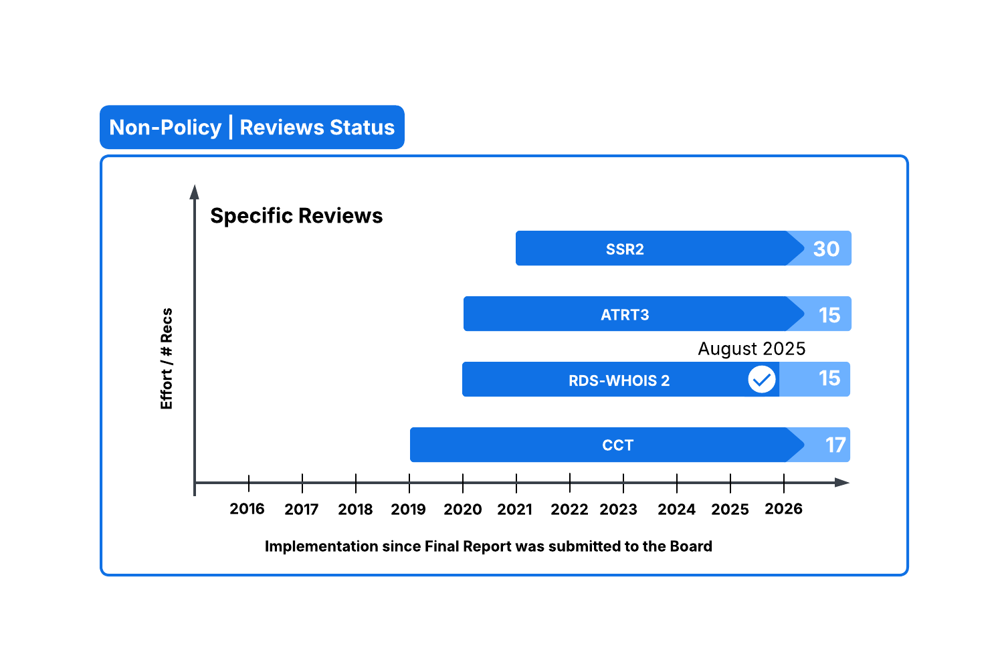 Non-Policy | Reviews Status
Specific Reviews
SSR2 30
ATRT3 15
August 2025
RDS-WHOIS 2 15
CCT 17
Effort / # Recs
2016 2017 2018 2019 2020 2021 2022 2023 2024 2025 2026
Implementation since Final Report was submitted to the Board